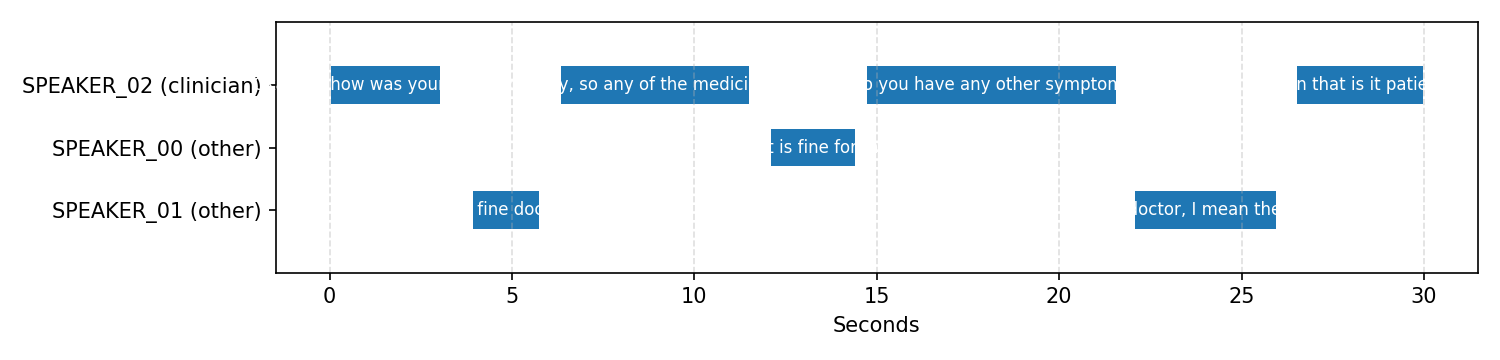 SPEAKER_02 (clinician)
how was your
y, so any of the medici
o you have any other symptom
n that is it patie
SPEAKER_00 (other)
t is fine for
SPEAKER_01 (other)
fine doc
doctor, I mean the
0 5 10 15 20 25 30
Seconds